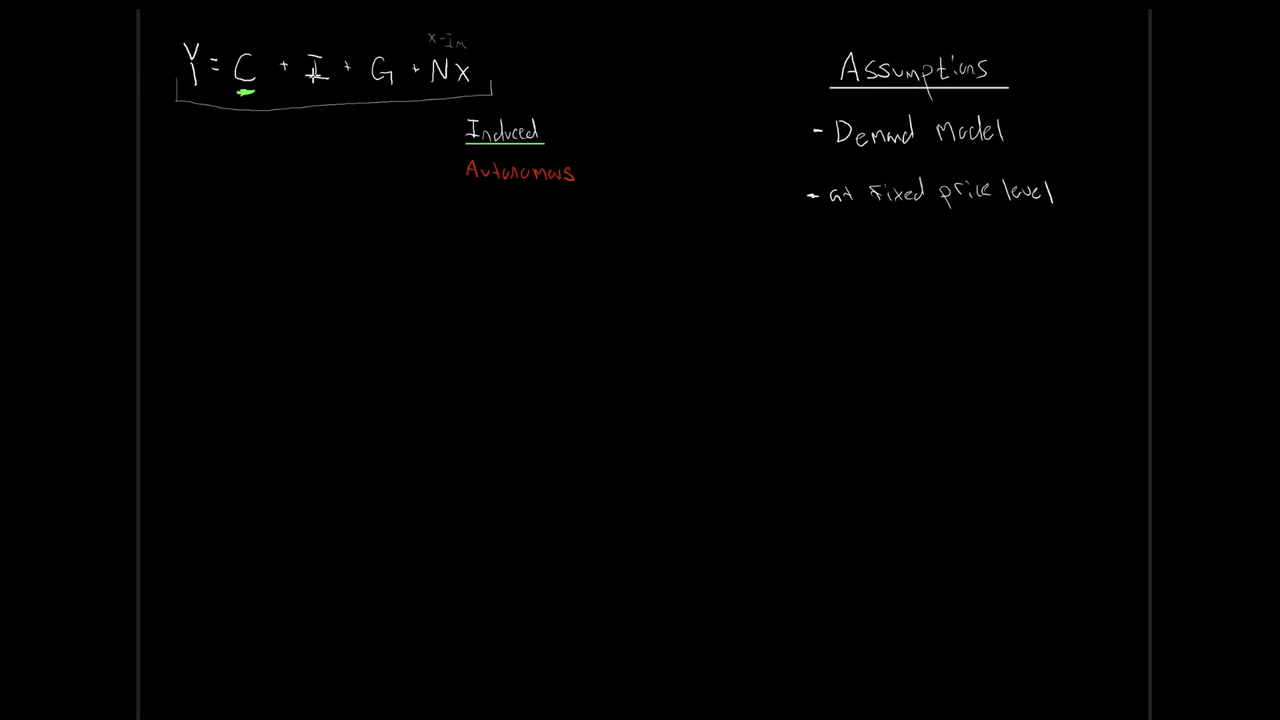 X-Im
Y = C + I + G + Nx
Induced
Autonomous
Assumptions
- Demand Model
- at fixed price level